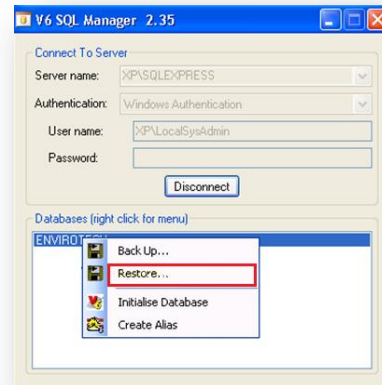 V6 SQL Manager 2.35
Connect To Server
Server name: XP\SQLEXPRESS
Authentication: Windows Authentication
User name: XP\LocalSysAdmin
Password:
Disconnect
Databases (right click for menu)
Back Up...
Restore...
Initialise Database
Create Alias